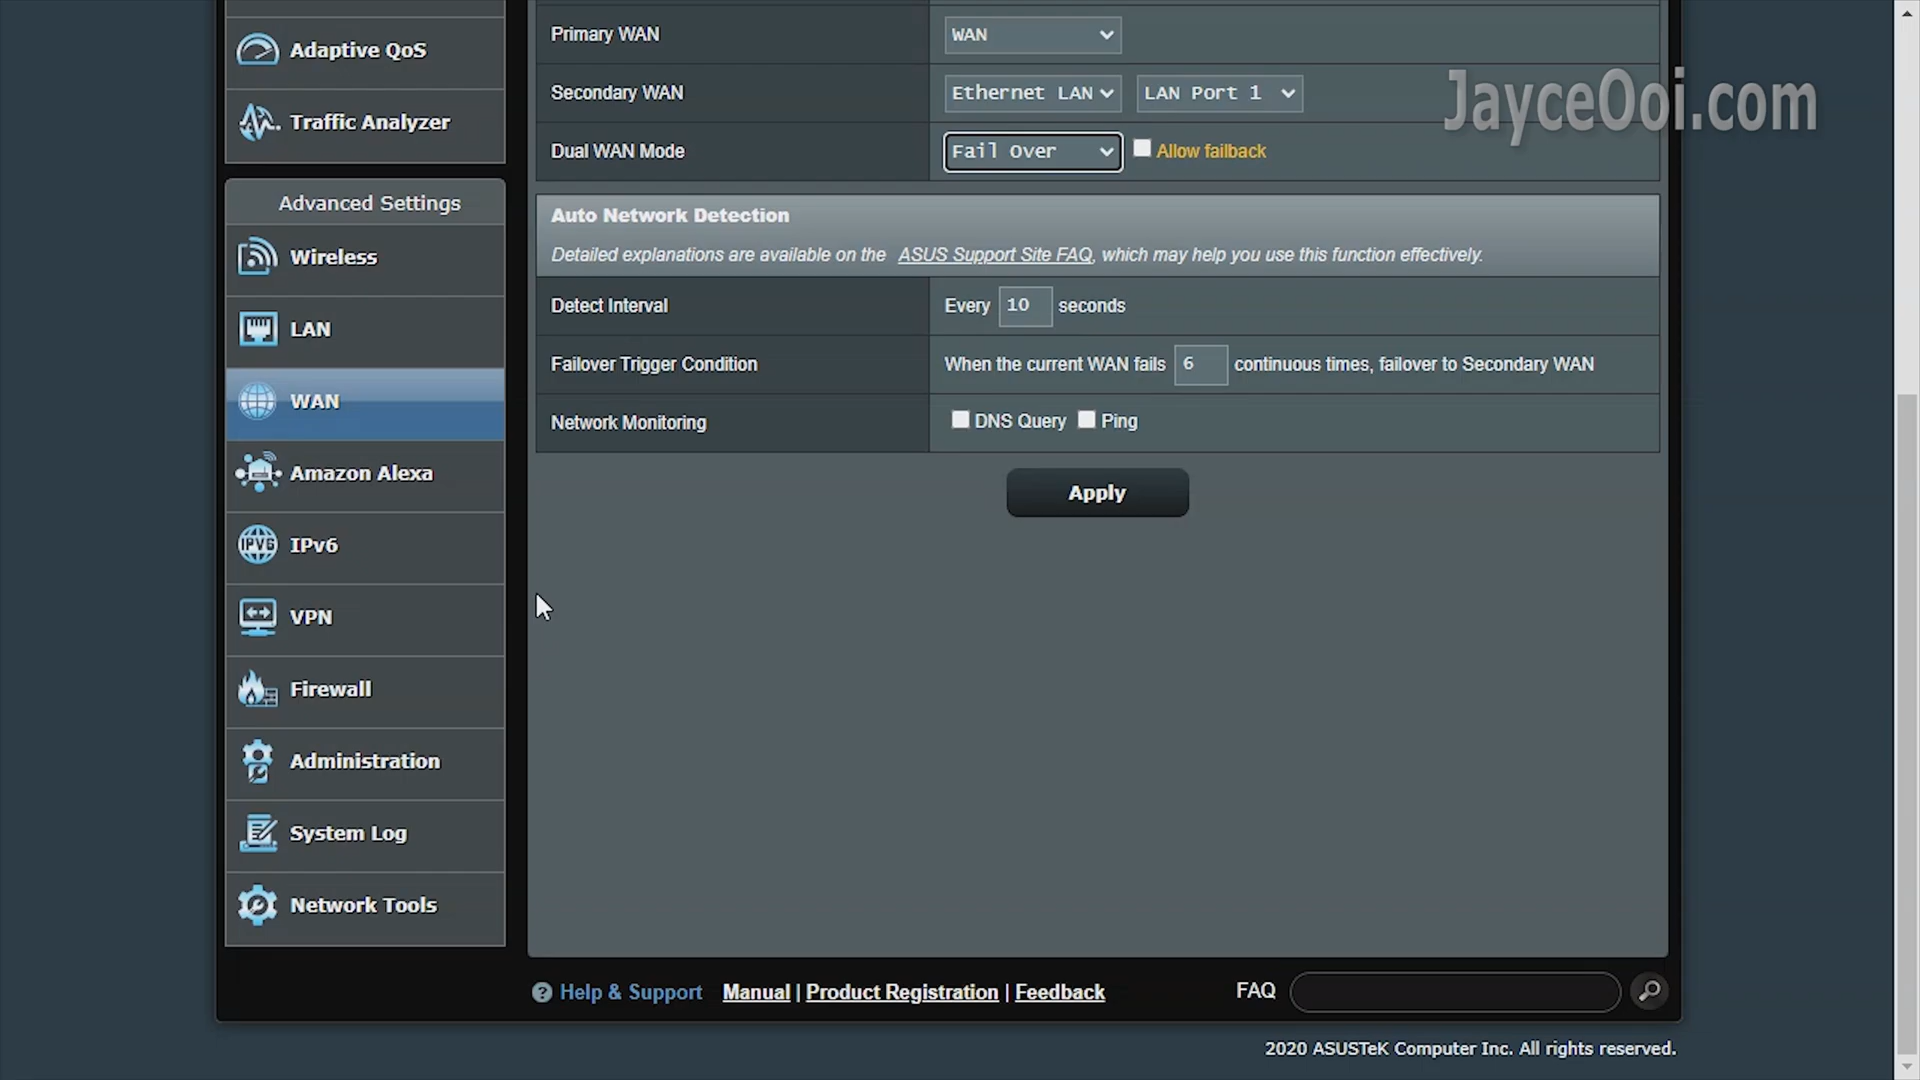 Adaptive QoS
Traffic Analyzer
Advanced Settings
Wireless
LAN
WAN
Amazon Alexa
IPV6 IPv6
VPN
Firewall
Administration
System Log
Network Tools
Primary WAN WAN
Secondary WAN Ethernet LAN LAN Port 1
Dual WAN Mode Fail Over Allow failback
JayceOoi.com
Auto Network Detection
Detailed explanations are available on the ASUS Support Site FAQ, which may help you use this function effectively.
Detect Interval Every 10 seconds
Failover Trigger Condition When the current WAN fails 6 continuous times, failover to Secondary WAN
Network Monitoring DNS Query Ping
Apply
? Help & Support Manual | Product Registration | Feedback FAQ
2020 ASUSTeK Computer Inc. All rights reserved.